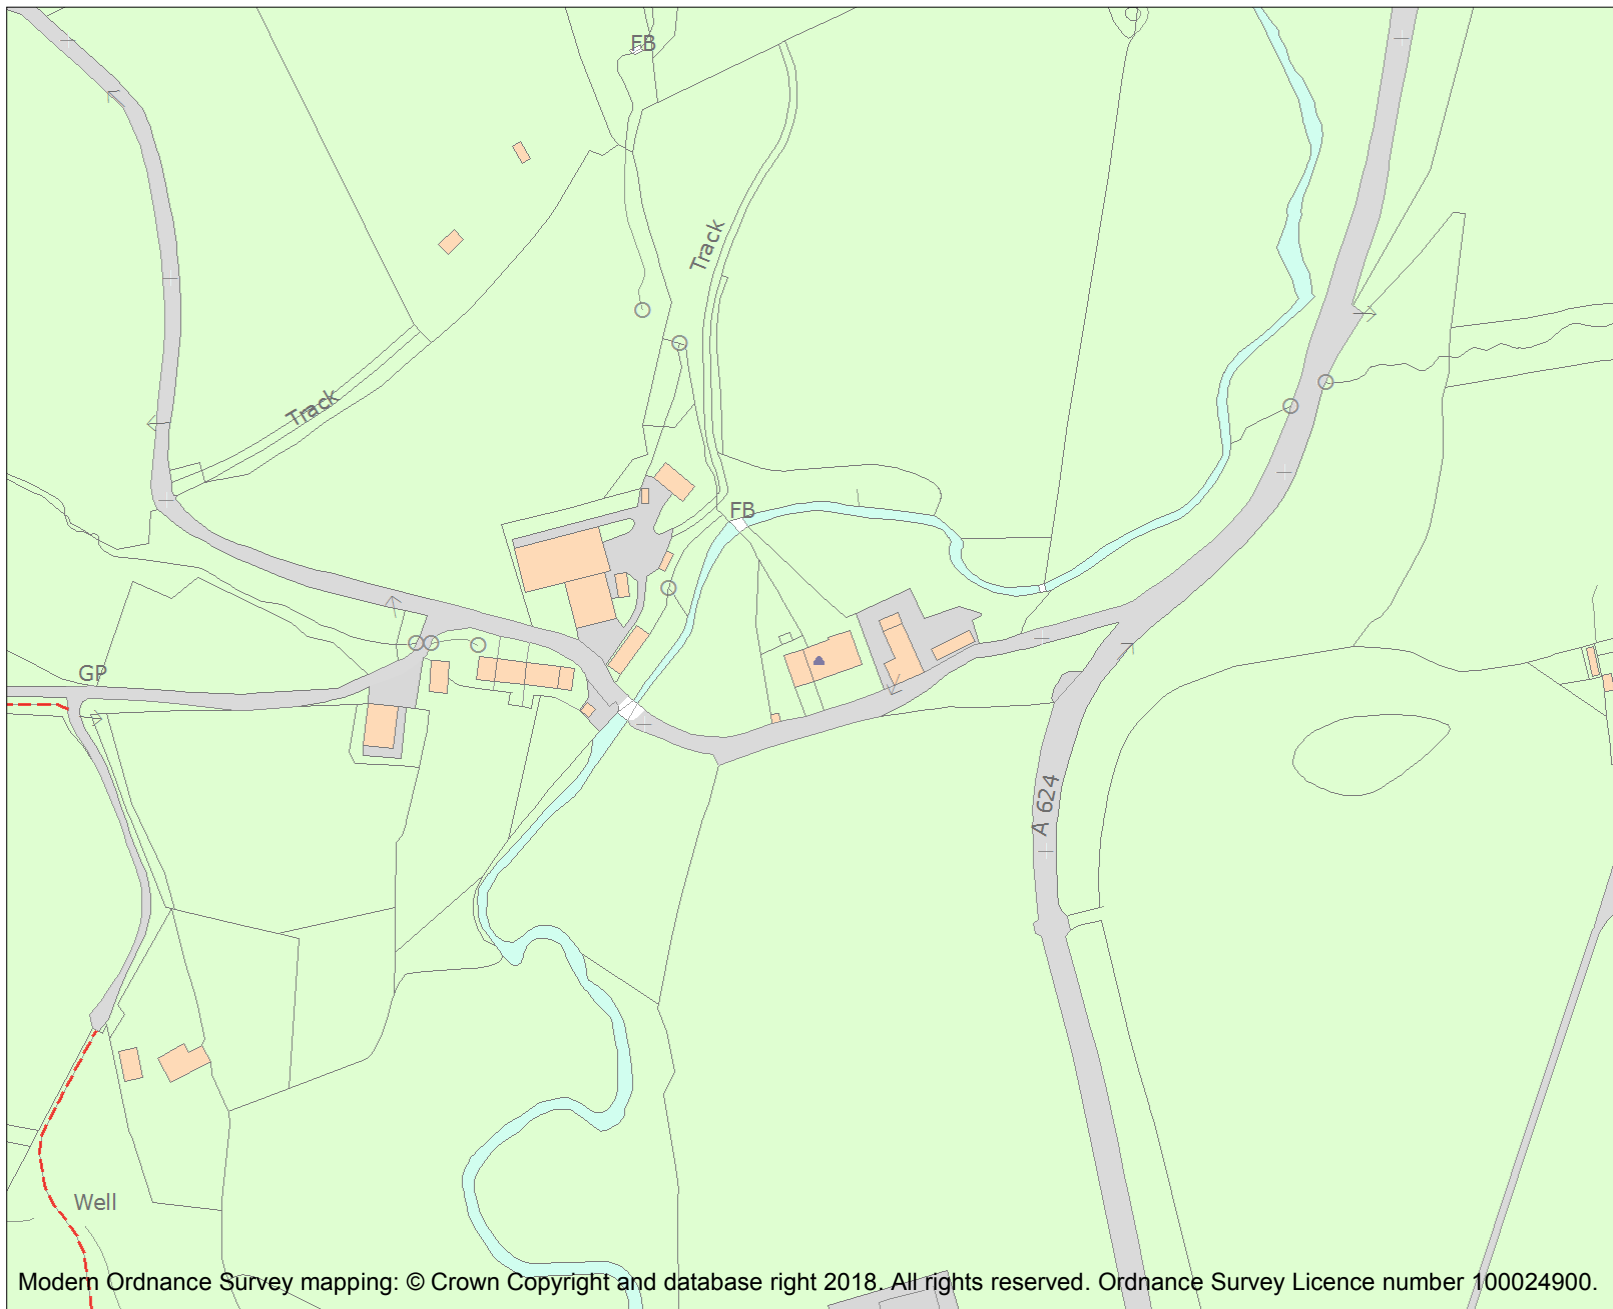 FB
Track
Track
FB
GP
A 624
Well
Modern Ordnance Survey mapping: © Crown Copyright and database right 2018. All rights reserved. Ordnance Survey Licence number 100024900.